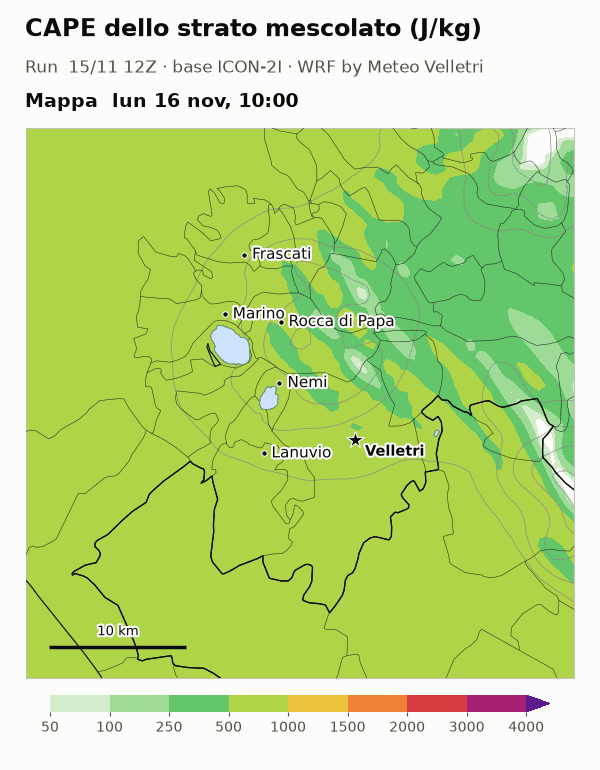 CAPE dello strato mescolato (J/kg)
Run  15/11 12Z · base ICON-2I · WRF by Meteo Velletri
Mappa  lun 16 nov, 10:00
Frascati
Marino
Rocca di Papa
Nemi
Velletri
Lanuvio
10 km
50 100 250 500 1000 1500 2000 3000 4000